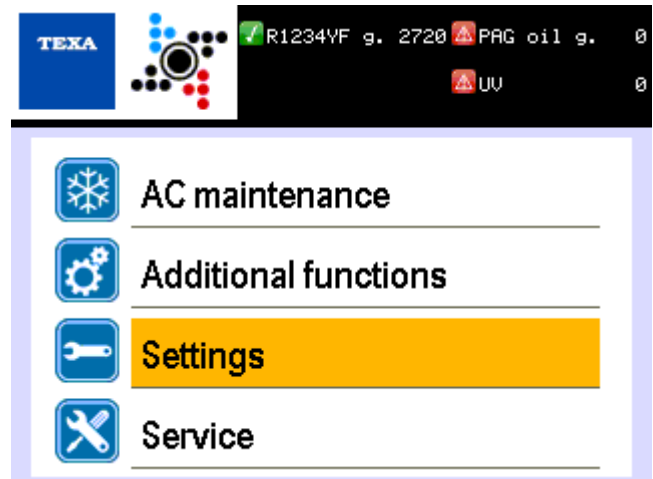 TEXA
R1234YF g. 2720 PAG oil g. 0
UV 0
AC maintenance
Additional functions
Settings
Service